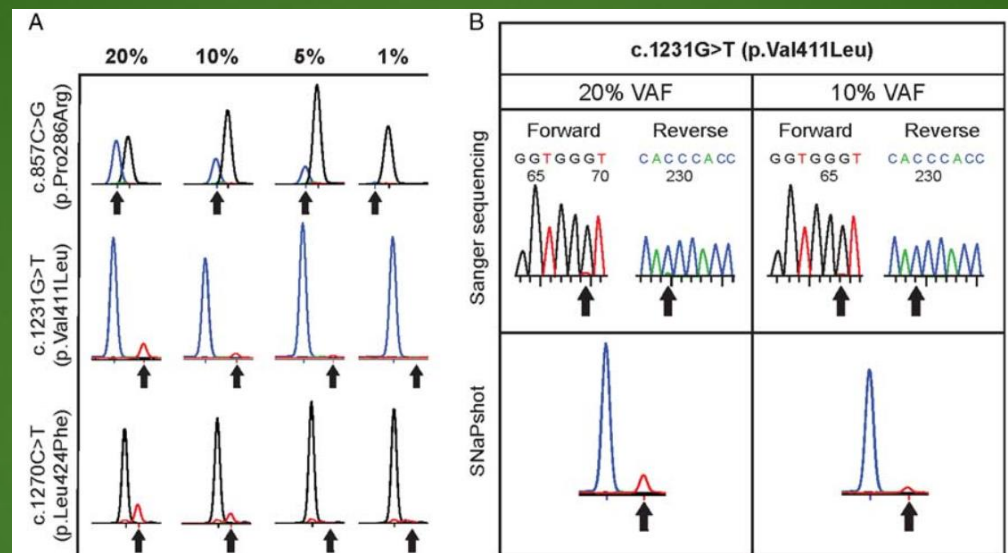 A
20% 10% 5% 1%
c.857C>G
(p.Pro286Arg)
c.1231G>T
(p.Val411Leu)
c.1270C>T
(p.Leu424Phe)
B
c.1231G>T (p.Val411Leu)
20% VAF 10% VAF
Sanger sequencing
Forward Reverse Forward Reverse
GGTGGGT CACCCACC GGTGGGT CACCCACC
65 70 230 65 230
SNaPshot